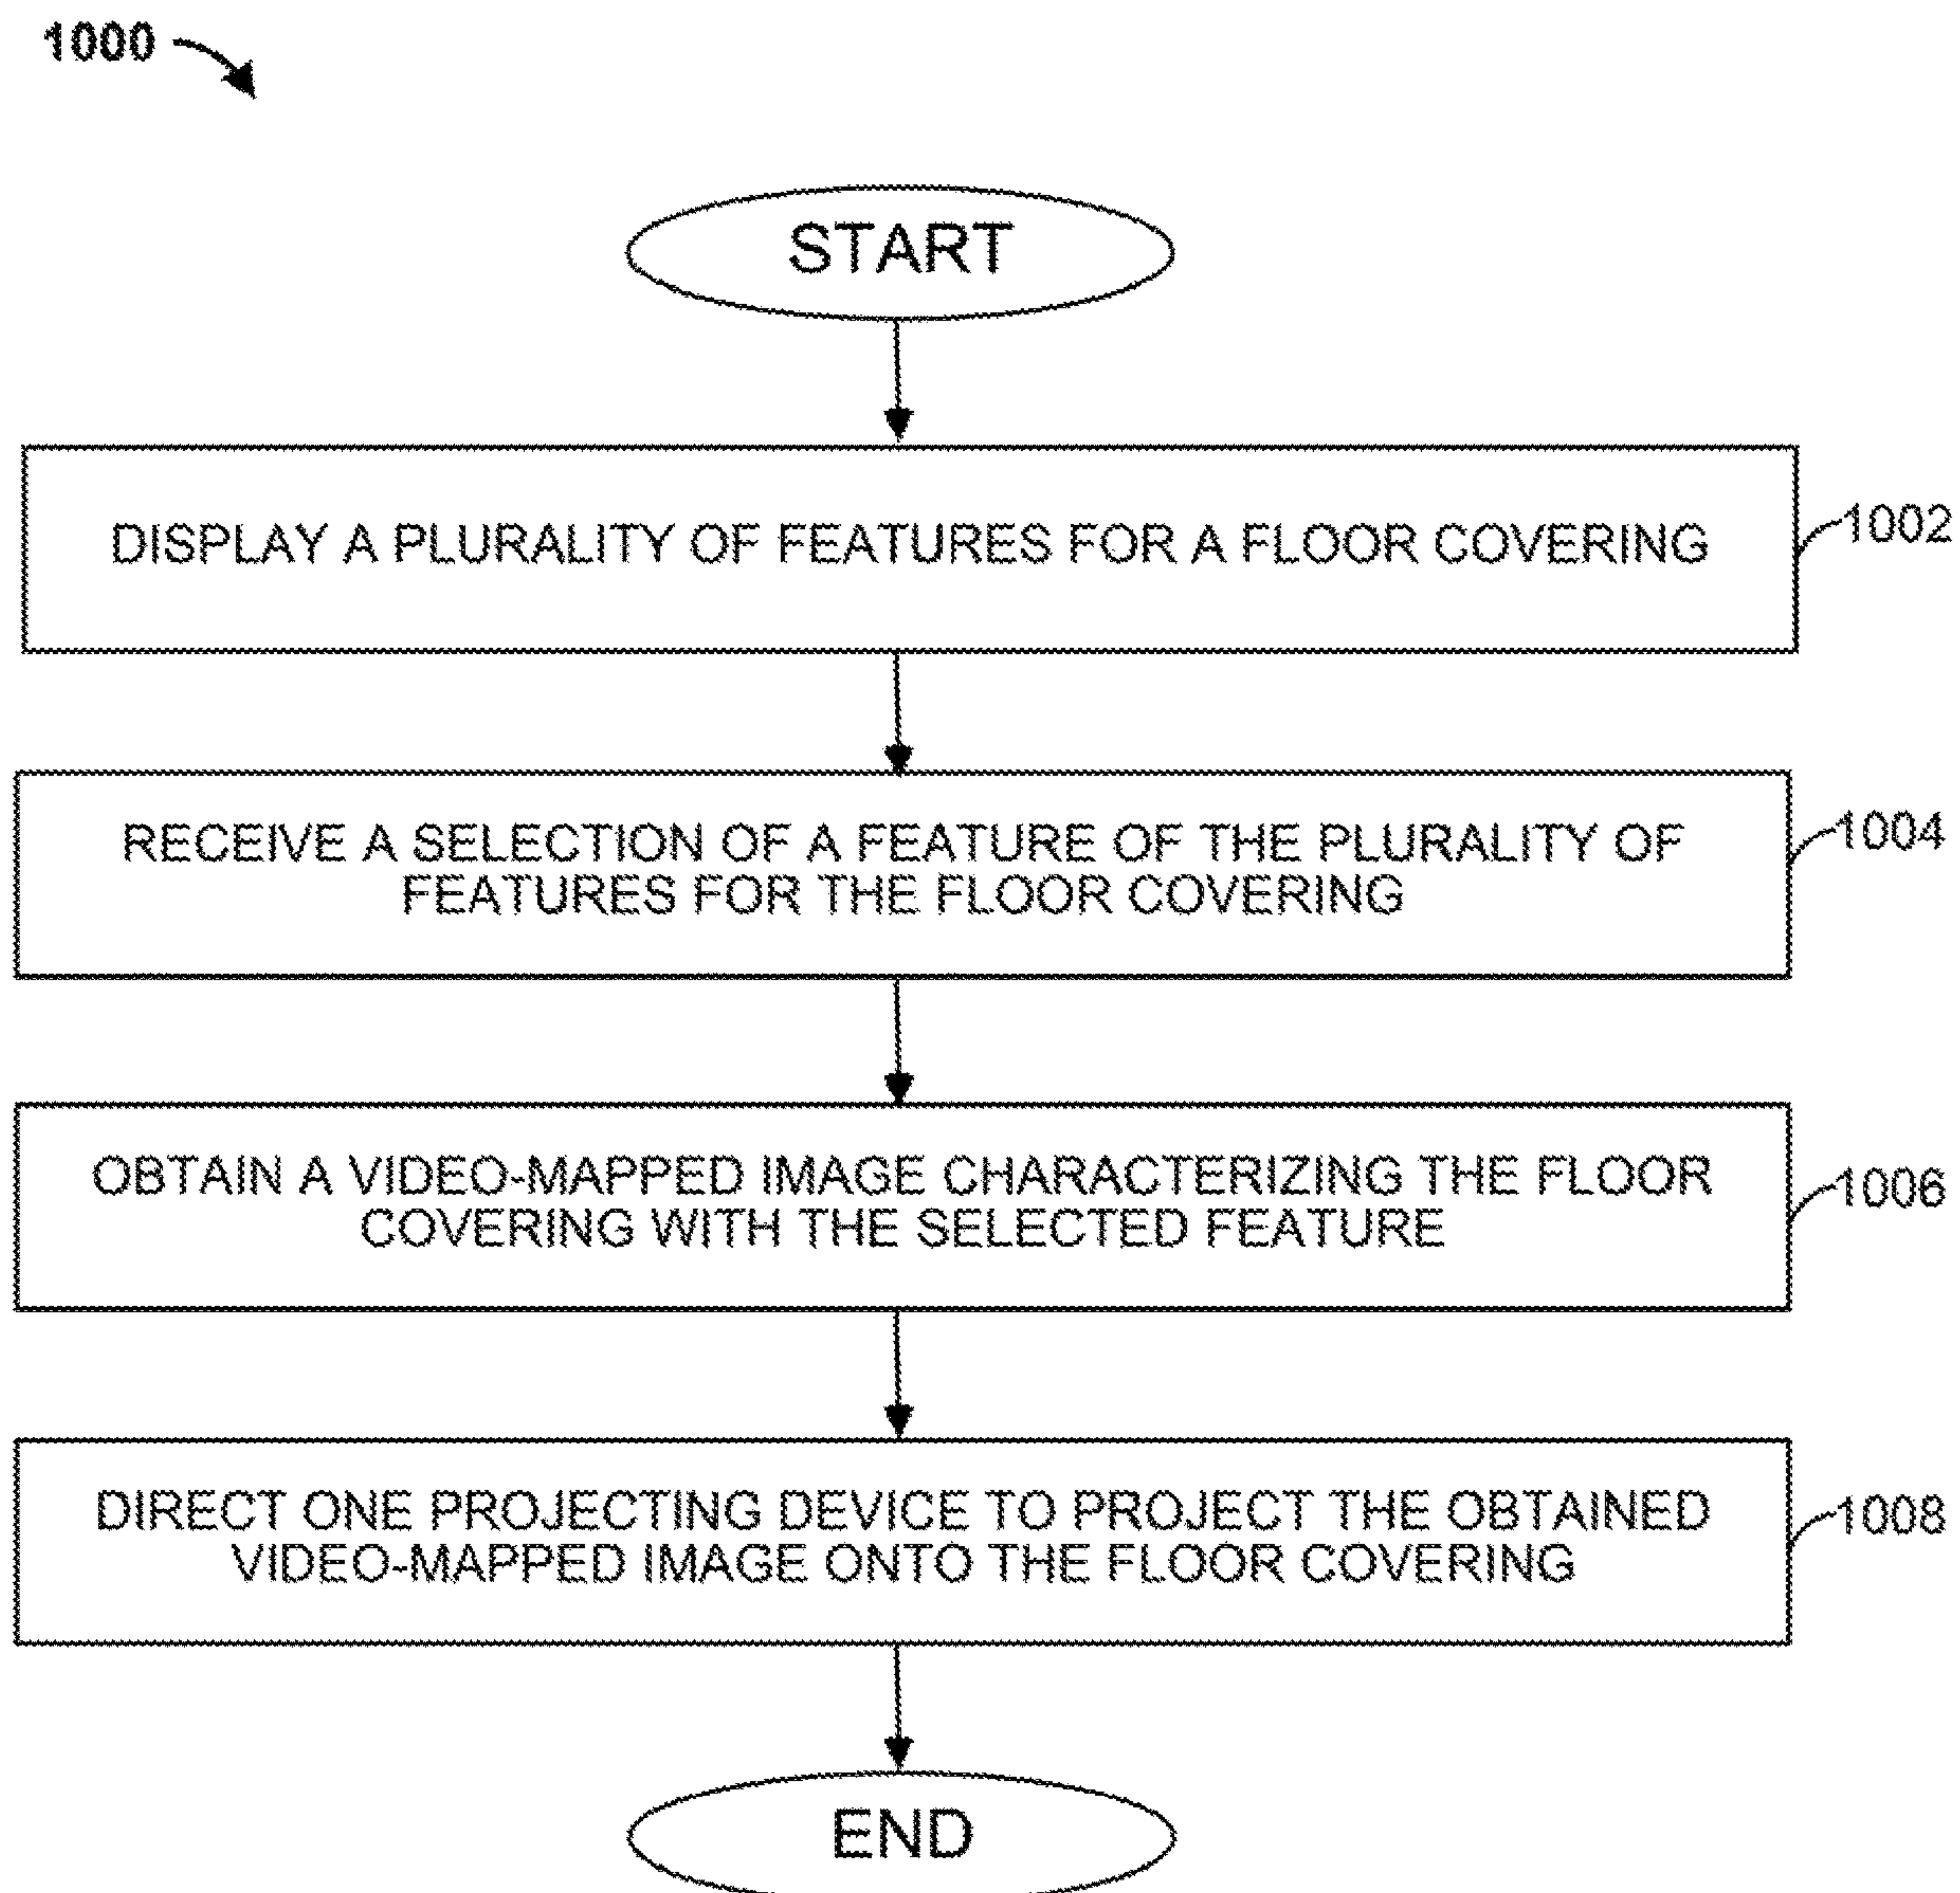 1000
START
DISPLAY A PLURALITY OF FEATURES FOR A FLOOR COVERING
1002
RECEIVE A SELECTION OF A FEATURE OF THE PLURALITY OF
FEATURES FOR THE FLOOR COVERING
1004
OBTAIN A VIDEO-MAPPED IMAGE CHARACTERIZING THE FLOOR
COVERING WITH THE SELECTED FEATURE
1006
DIRECT ONE PROJECTING DEVICE TO PROJECT THE OBTAINED
VIDEO-MAPPED IMAGE ONTO THE FLOOR COVERING
1008
END